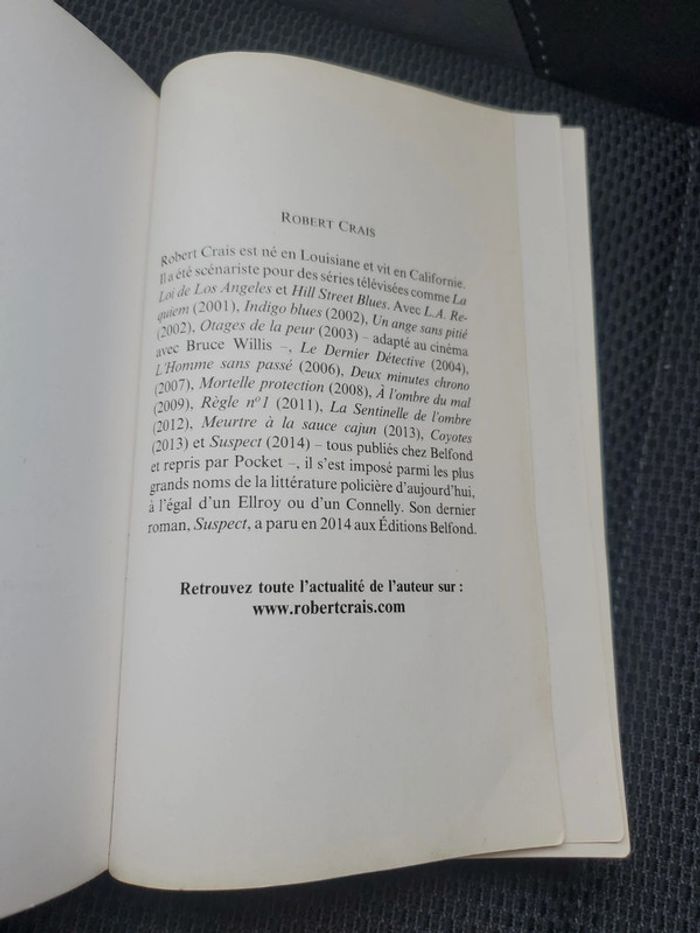 ROBERT CRAIS
Robert Crais est né en Louisiane et vit en Californie.
Il a été scénariste pour des séries télévisées comme La
Loi de Los Angeles et Hill Street Blues. Avec L.A. Re-
quiem (2001), Indigo blues (2002), Un ange sans pitié
(2002), Otages de la peur (2003) – adapté au cinéma
avec Bruce Willis –, Le Dernier Détective (2004),
L'Homme sans passé (2006), Deux minutes chrono
(2007), Mortelle protection (2008), À l'ombre du mal
(2009), Règle n°1 (2011), La Sentinelle de l'ombre
(2012), Meurtre à la sauce cajun (2013), Coyotes
(2013) et Suspect (2014) – tous publiés chez Belfond
et repris par Pocket –, il s'est imposé parmi les plus
grands noms de la littérature policière d'aujourd'hui,
à l'égal d'un Ellroy ou d'un Connelly. Son dernier
roman, Suspect, a paru en 2014 aux Éditions Belfond.
Retrouvez toute l'actualité de l'auteur sur :
www.robertcrais.com